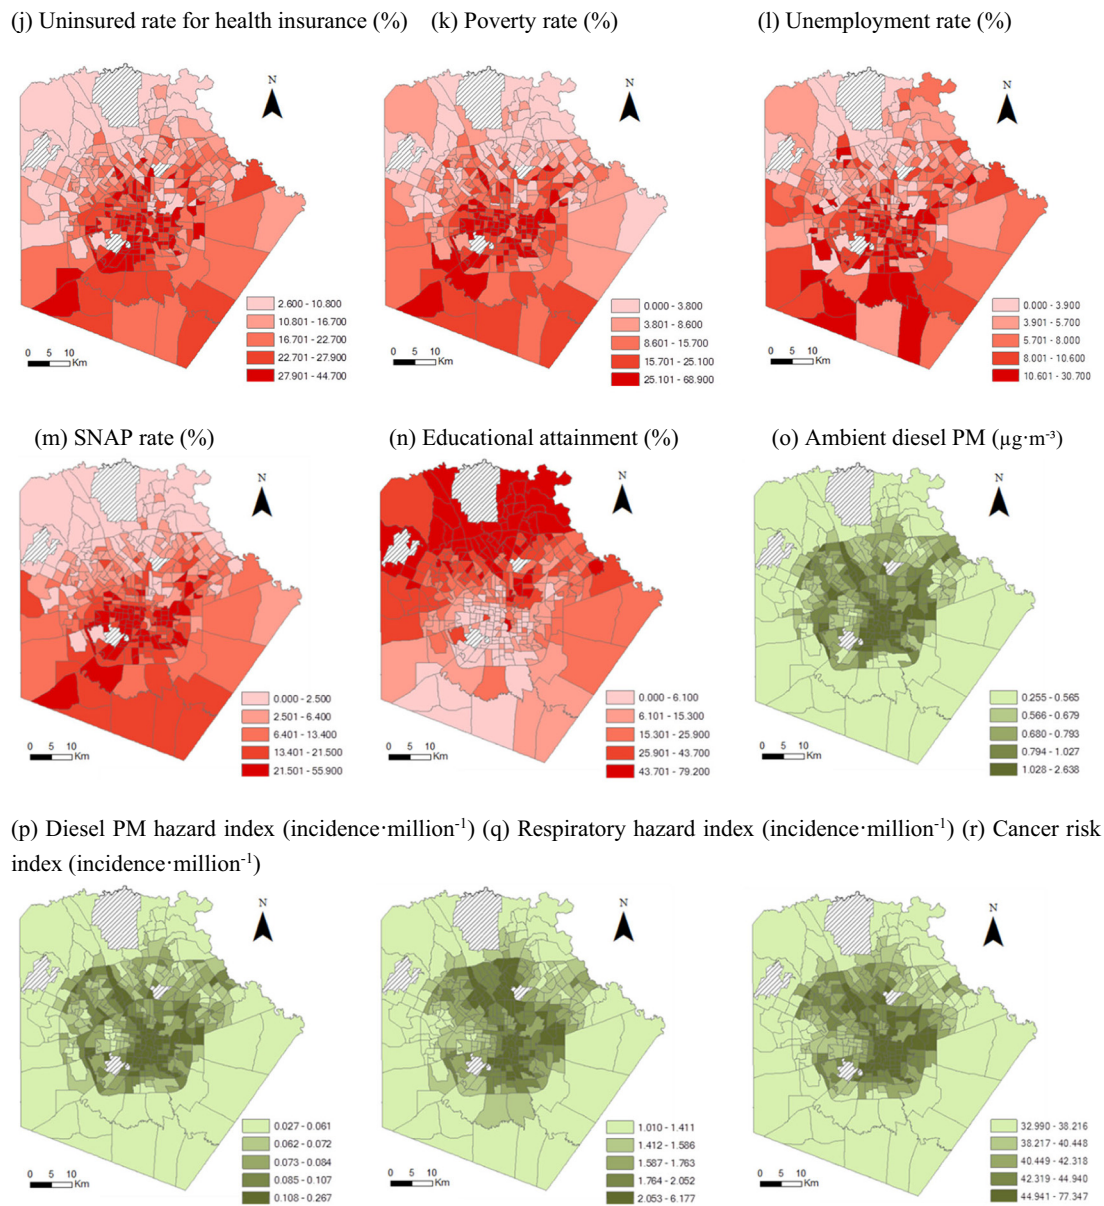 (j) Uninsured rate for health insurance (%) (k) Poverty rate (%) (l) Unemployment rate (%)
N
2.600 - 10.800
10.801 - 16.700
16.701 - 22.700
22.701 - 27.900
27.901 - 44.700
0 5 10
Km
N
0.000 - 3.800
3.801 - 8.600
8.601 - 15.700
15.701 - 25.100
25.101 - 68.900
0 5 10
Km
N
0.000 - 3.900
3.901 - 5.700
5.701 - 8.000
8.001 - 10.600
10.601 - 30.700
0 5 10
Km
(m) SNAP rate (%) (n) Educational attainment (%) (o) Ambient diesel PM (µg·m⁻³)
N
0.000 - 2.500
2.501 - 6.400
6.401 - 13.400
13.401 - 21.500
21.501 - 55.900
0 5 10
Km
N
0.000 - 6.100
6.101 - 15.300
15.301 - 25.900
25.901 - 43.700
43.701 - 79.200
0 5 10
Km
N
0.255 - 0.565
0.566 - 0.679
0.680 - 0.793
0.794 - 1.027
1.028 - 2.638
0 5 10
Km
(p) Diesel PM hazard index (incidence·million⁻¹) (q) Respiratory hazard index (incidence·million⁻¹) (r) Cancer risk
index (incidence·million⁻¹)
N
0.027 - 0.061
0.062 - 0.072
0.073 - 0.084
0.085 - 0.107
0.108 - 0.267
0 5 10
Km
N
1.010 - 1.411
1.412 - 1.586
1.587 - 1.763
1.764 - 2.052
2.053 - 6.177
0 5 10
Km
N
32.990 - 38.216
38.217 - 40.448
40.449 - 42.318
42.319 - 44.940
44.941 - 77.347
0 5 10
Km